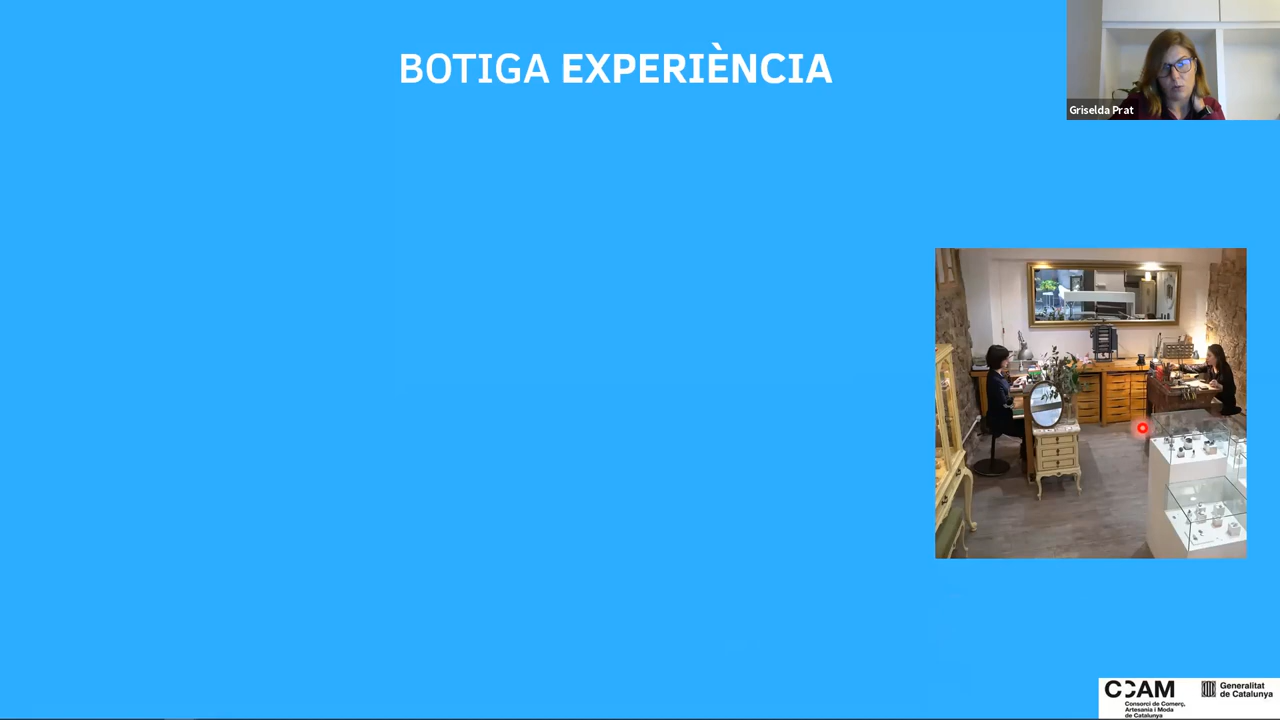 BOTIGA EXPERIÈNCIA
Griselda Prat
CCAM
Consorci de Comerç,
Artesania i Moda
de Catalunya
Generalitat
de Catalunya